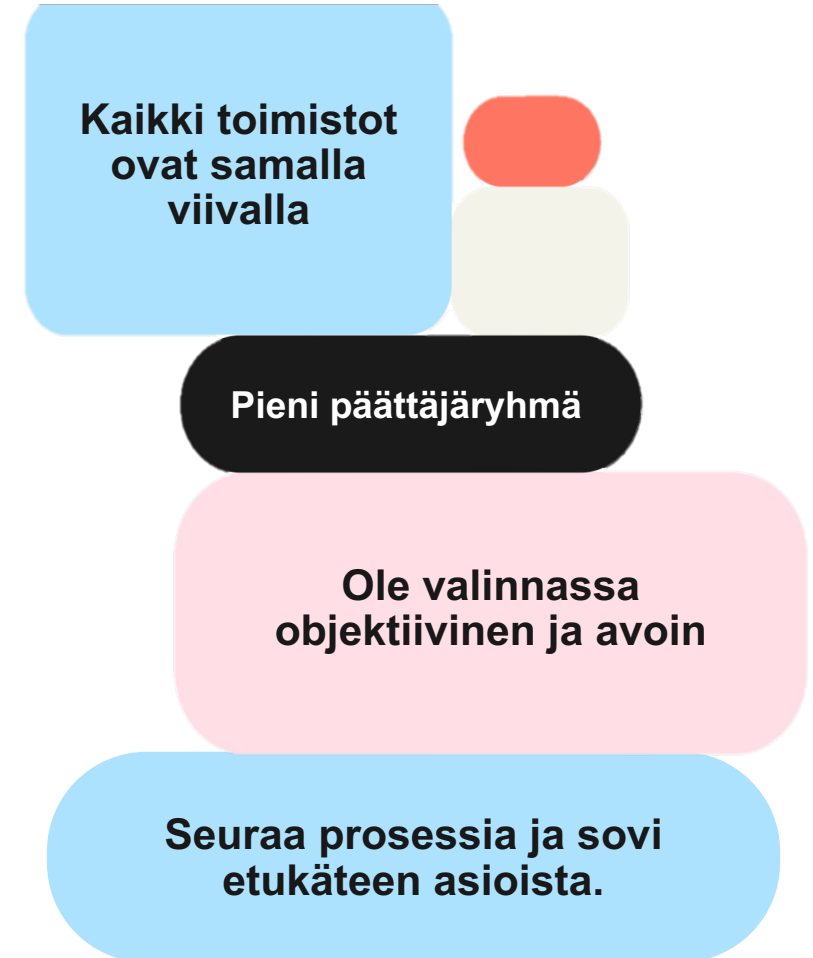 Kaikki toimistot
ovat samalla
viivalla
Pieni päättäjäryhmä
Ole valinnassa
objektiivinen ja avoin
Seuraa prosessia ja sovi
etukäteen asioista.